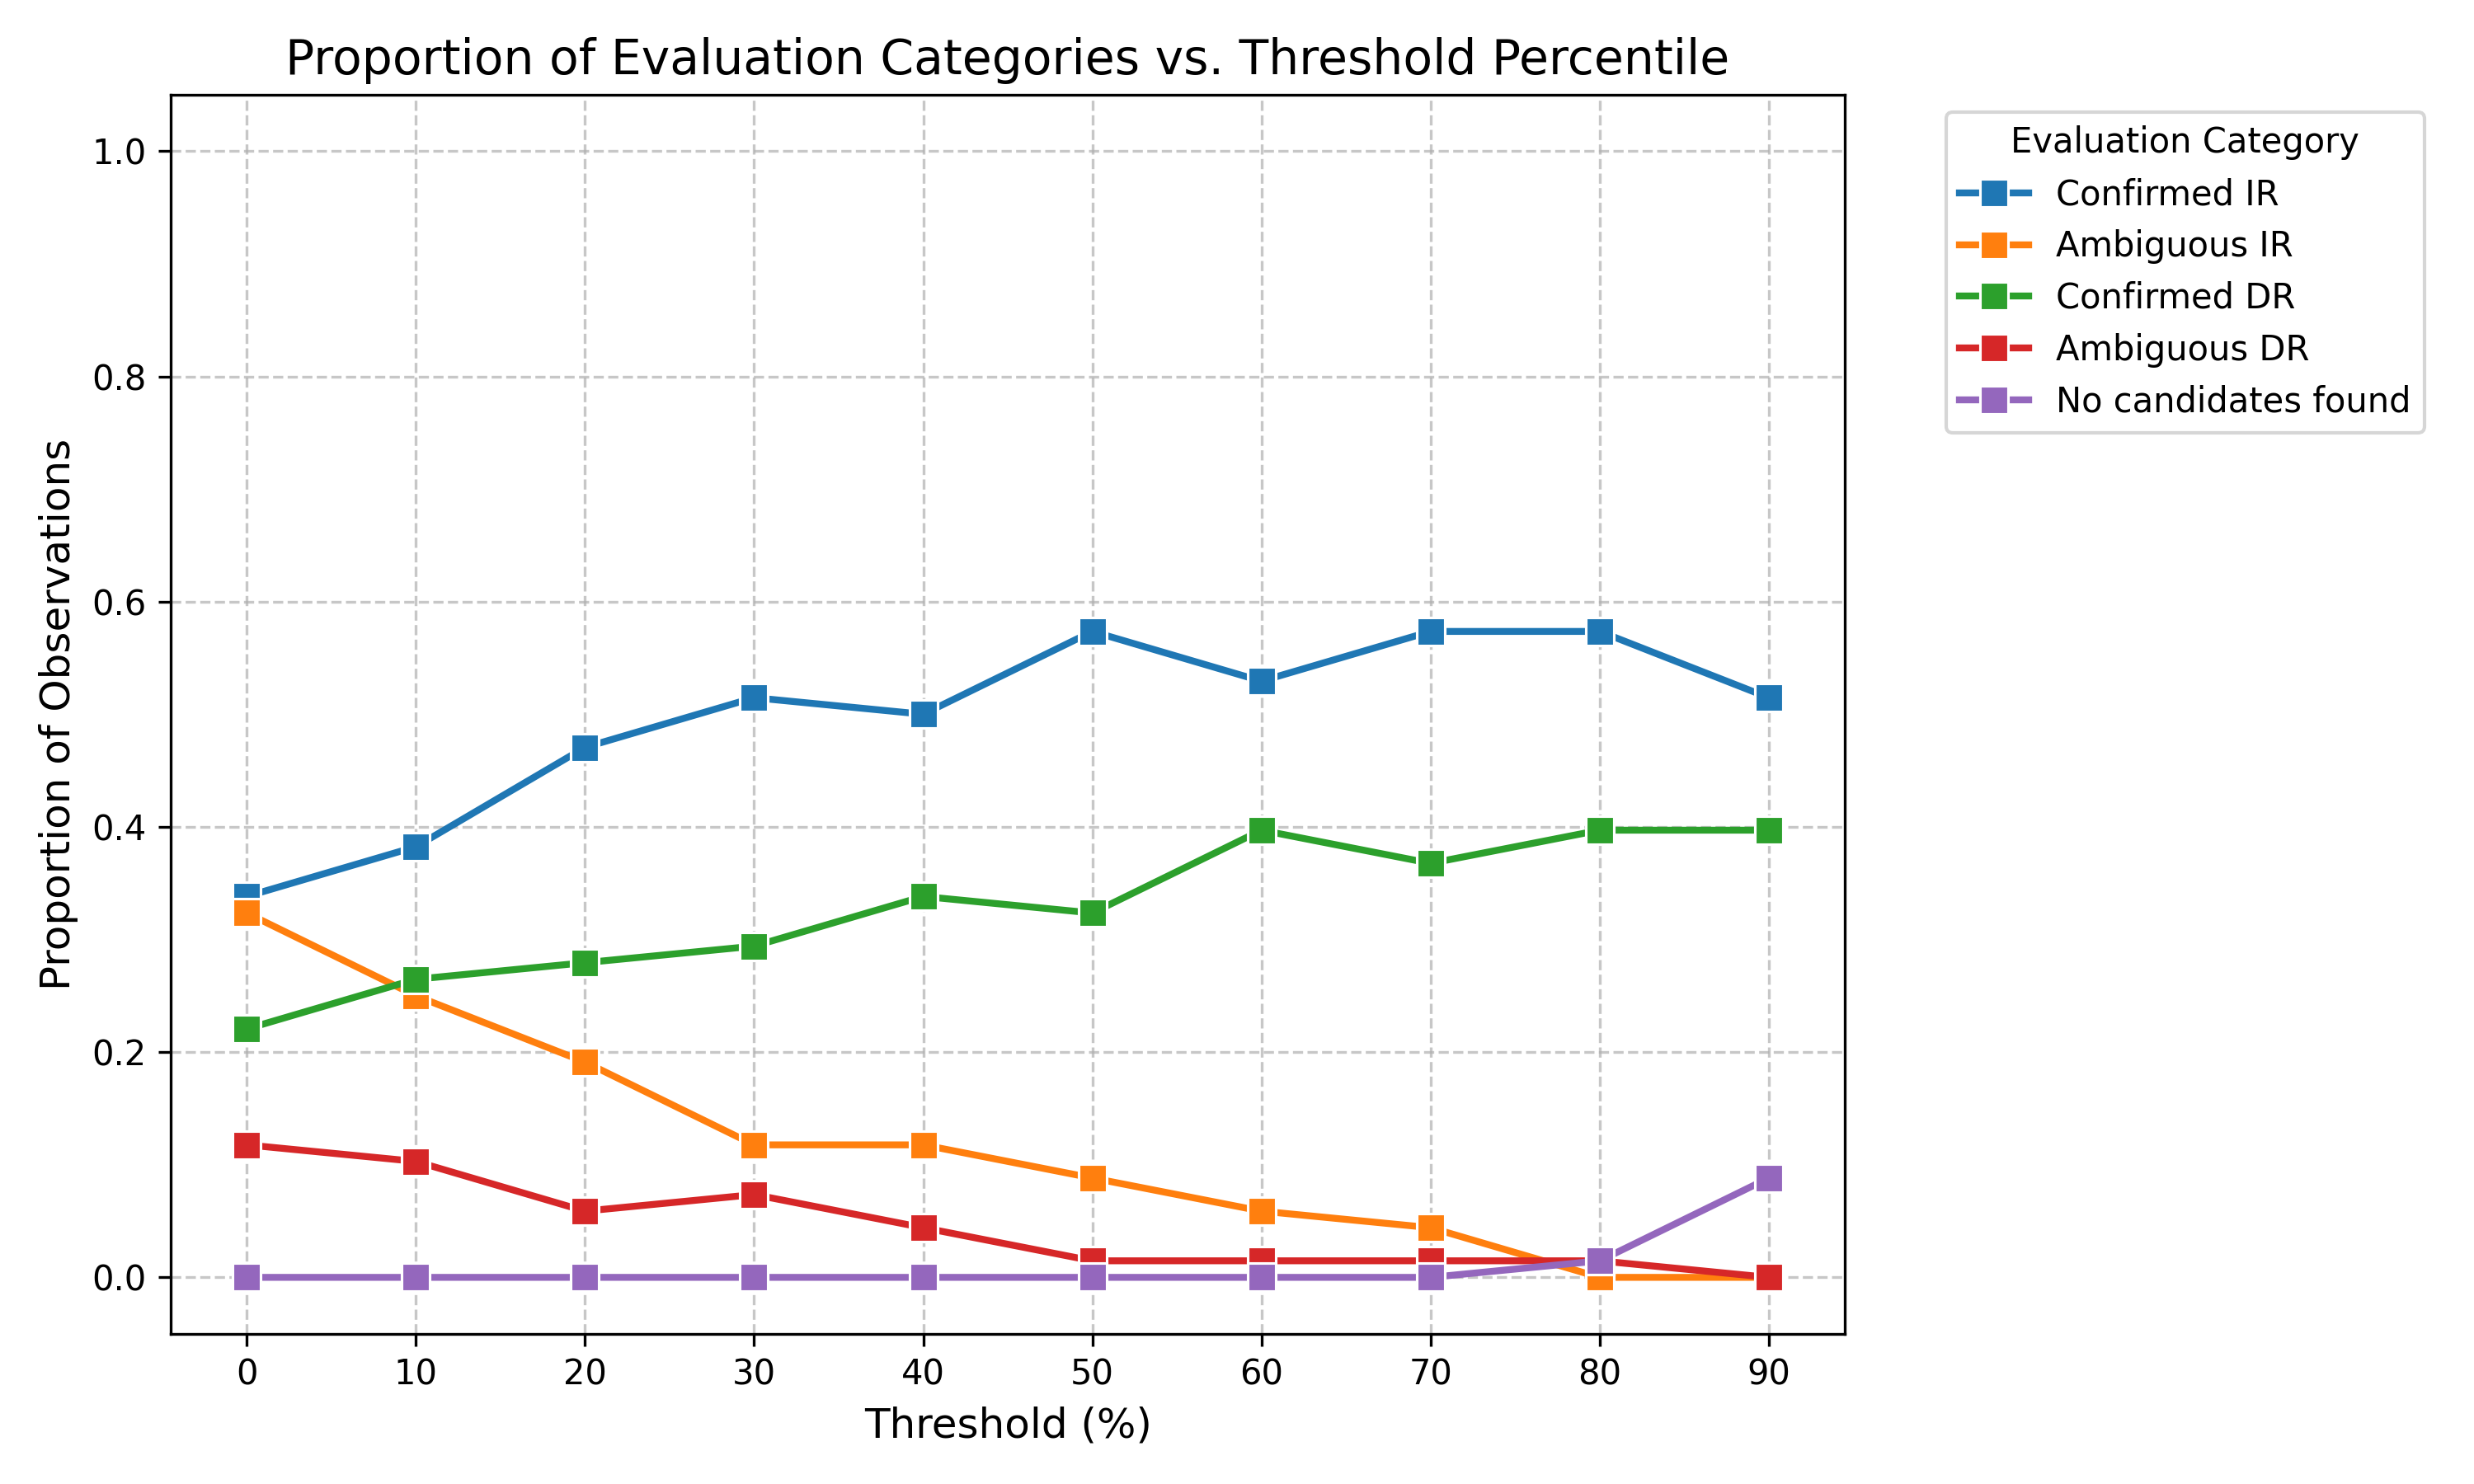 Proportion of Evaluation Categories vs. Threshold Percentile
Proportion of Observations
1.0
0.8
0.6
0.4
0.2
0.0
0 10 20 30 40 50 60 70 80 90
Threshold (%)
Evaluation Category
Confirmed IR
Ambiguous IR
Confirmed DR
Ambiguous DR
No candidates found